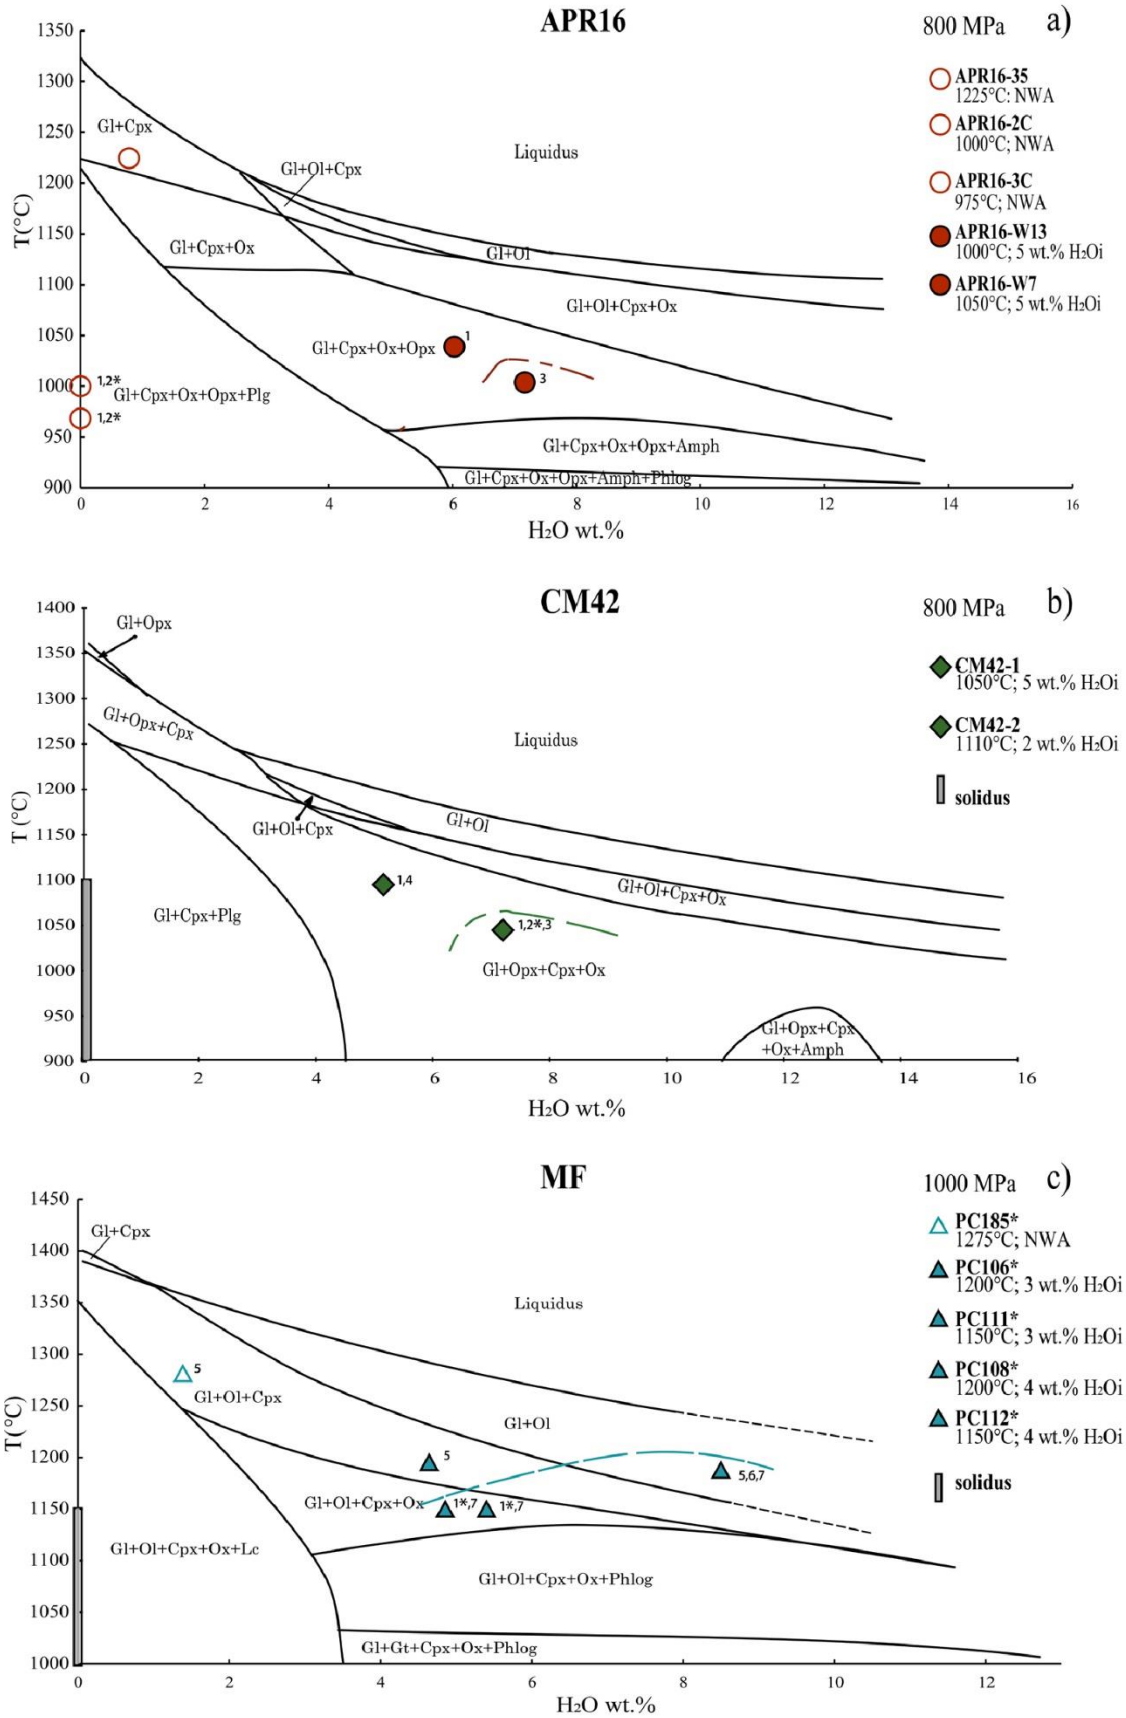 APR16
800 MPa
a)
1350
1300
1250
1200
1150
1100
1050
1000
950
900
T(°C)
Gl+Cpx
Gl+Ol+Cpx
Liquidus
Gl+Cpx+Ox
Gl+Ol
Gl+Ol+Cpx+Ox
Gl+Cpx+Ox+Opx
1
3
1,2*
Gl+Cpx+Ox+Opx+Plg
1,2*
Gl+Cpx+Ox+Opx+Amph
Gl+Cpx+Ox+Opx+Amph+Phlog
0 2 4 6 8 10 12 14 16
H₂O wt.%
APR16-35
1225°C: NWA
APR16-2C
1000°C; NWA
APR16-3C
975°C; NWA
APR16-W13
1000°C; 5 wt.% H₂Oi
APR16-W7
1050°C; 5 wt.% H₂Oi
CM42
800 MPa
b)
1400
1350
1300
1250
1200
1150
1100
1050
1000
950
900
T (°C)
Gl+Opx
Gl+Opx+Cpx
Liquidus
Gl+Ol+Cpx
Gl+Ol
Gl+Ol+Cpx+Ox
1,4
Gl+Cpx+Plg
1,2*,3
Gl+Opx+Cpx+Ox
Gl+Opx+Cpx
+Ox+Amph
0 2 4 6 8 10 12 14 16
H₂O wt.%
CM42-1
1050°C; 5 wt.% H₂Oi
CM42-2
1110°C; 2 wt.% H₂Oi
solidus
MF
1000 MPa
c)
1450
1400
1350
1300
1250
1200
1150
1100
1050
1000
T(°C)
Gl+Cpx
Liquidus
5
Gl+Ol+Cpx
Gl+Ol
5
5,6,7
Gl+Ol+Cpx+Ox
1*,7
1*,7
Gl+Ol+Cpx+Ox+Lc
Gl+Ol+Cpx+Ox+Phlog
Gl+Gt+Cpx+Ox+Phlog
0 2 4 6 8 10 12
H₂O wt.%
PC185*
1275°C; NWA
PC106*
1200°C; 3 wt.% H₂Oi
PC111*
1150°C; 3 wt.% H₂Oi
PC108*
1200°C; 4 wt.% H₂Oi
PC112*
1150°C; 4 wt.% H₂Oi
solidus